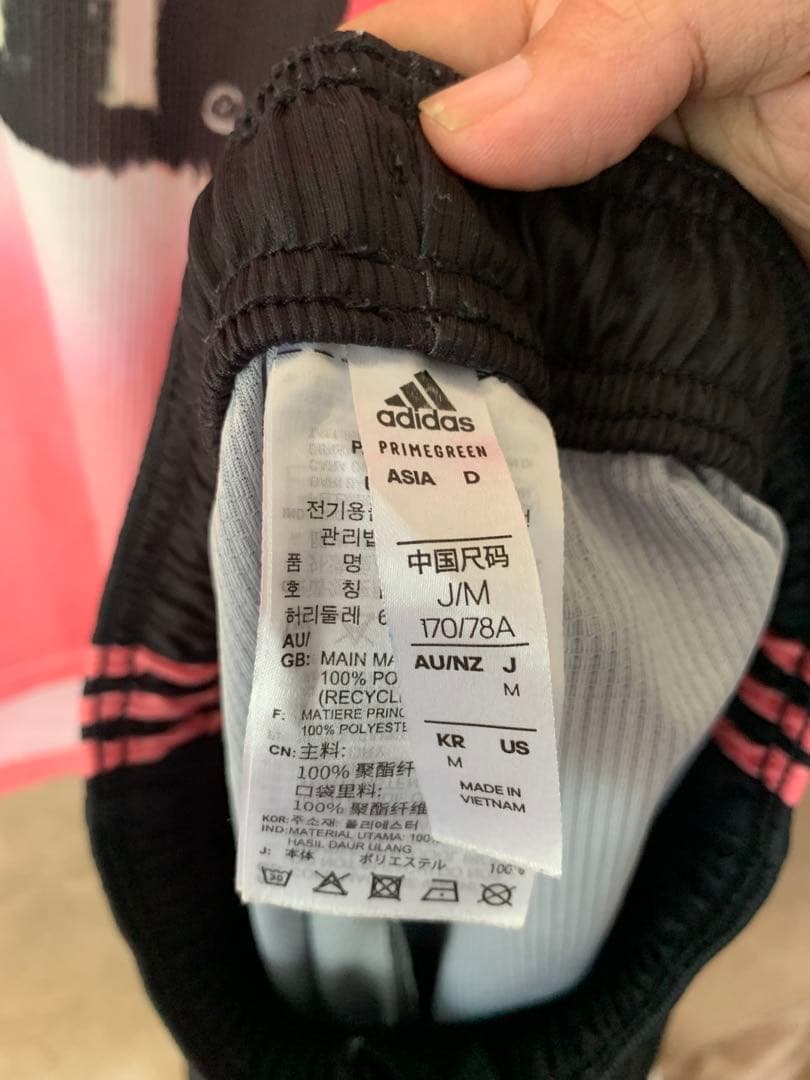 adidas
PRIMEGREEN
ASIA D
中国尺码
J/M
170/78A
AU/NZ J
M
KR US
M
MADE IN
VIETNAM
전기용
관리법
품 명
호 칭
허리둘레 6
AU/
GB: MAIN
100%
(RECYCL
F: MATIERE PRINC
100% POLYESTE
CN: 主料:
100% 聚酯纤
口袋里料:
100% 聚酯纤维
KOR: 주소재: 폴리에스터
IND: MATERIAL UTAMA: 100%
HASIL DAUR ULANG
J: 本体 ポリエステル 100%
30